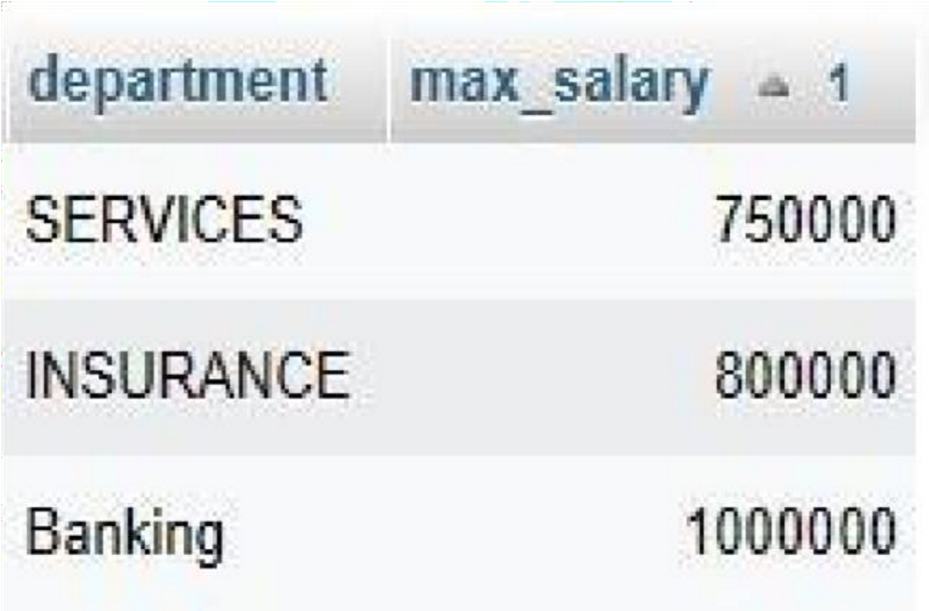 department max_salary 1
SERVICES 750000
INSURANCE 800000
Banking 1000000